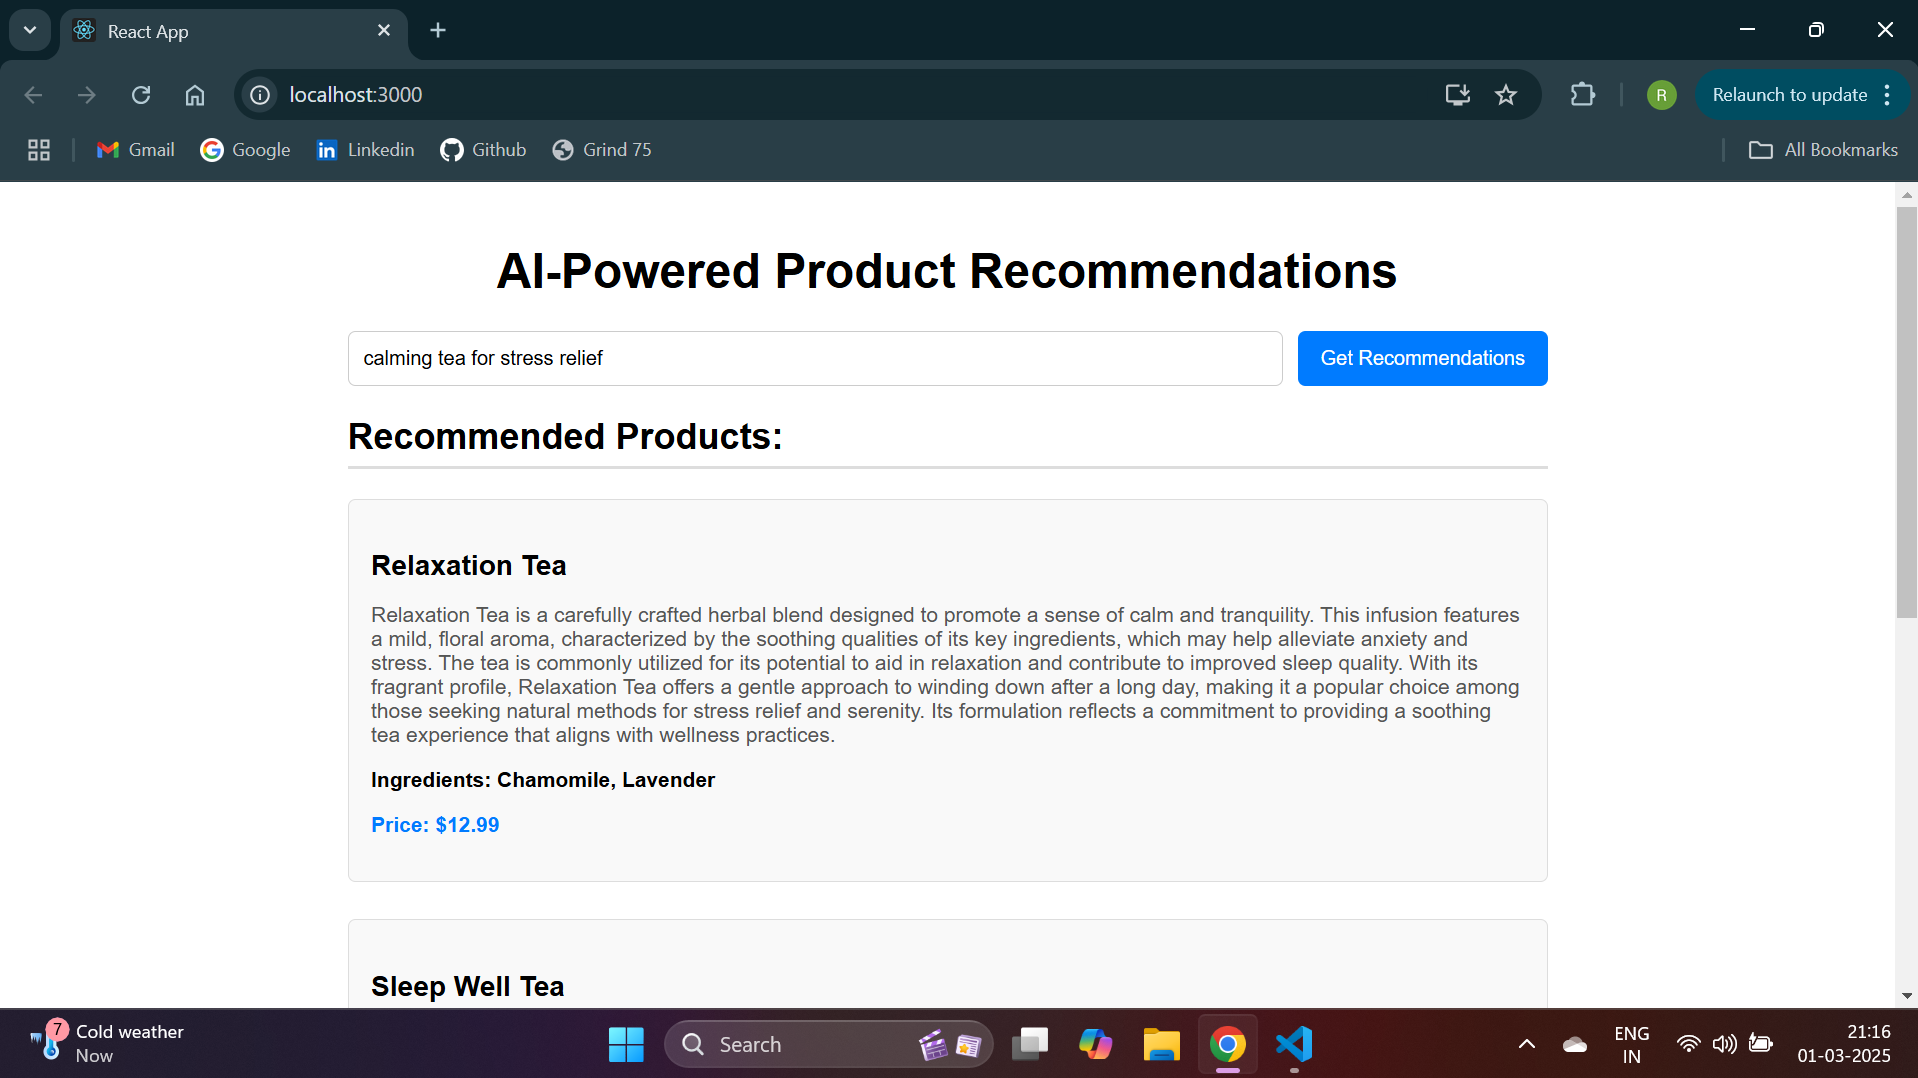 React App
localhost:3000
R
Relaunch to update
Gmail
Google
in
Linkedin
Github
Grind 75
All Bookmarks
AI-Powered Product Recommendations
calming tea for stress relief
Get Recommendations
Recommended Products:
Relaxation Tea
Relaxation Tea is a carefully crafted herbal blend designed to promote a sense of calm and tranquility. This infusion features
a mild, floral aroma, characterized by the soothing qualities of its key ingredients, which may help alleviate anxiety and
stress. The tea is commonly utilized for its potential to aid in relaxation and contribute to improved sleep quality. With its
fragrant profile, Relaxation Tea offers a gentle approach to winding down after a long day, making it a popular choice among
those seeking natural methods for stress relief and serenity. Its formulation reflects a commitment to providing a soothing
tea experience that aligns with wellness practices.
Ingredients: Chamomile, Lavender
Price: $12.99
Sleep Well Tea
7
Cold weather
Now
Search
ENG
IN
21:16
01-03-2025